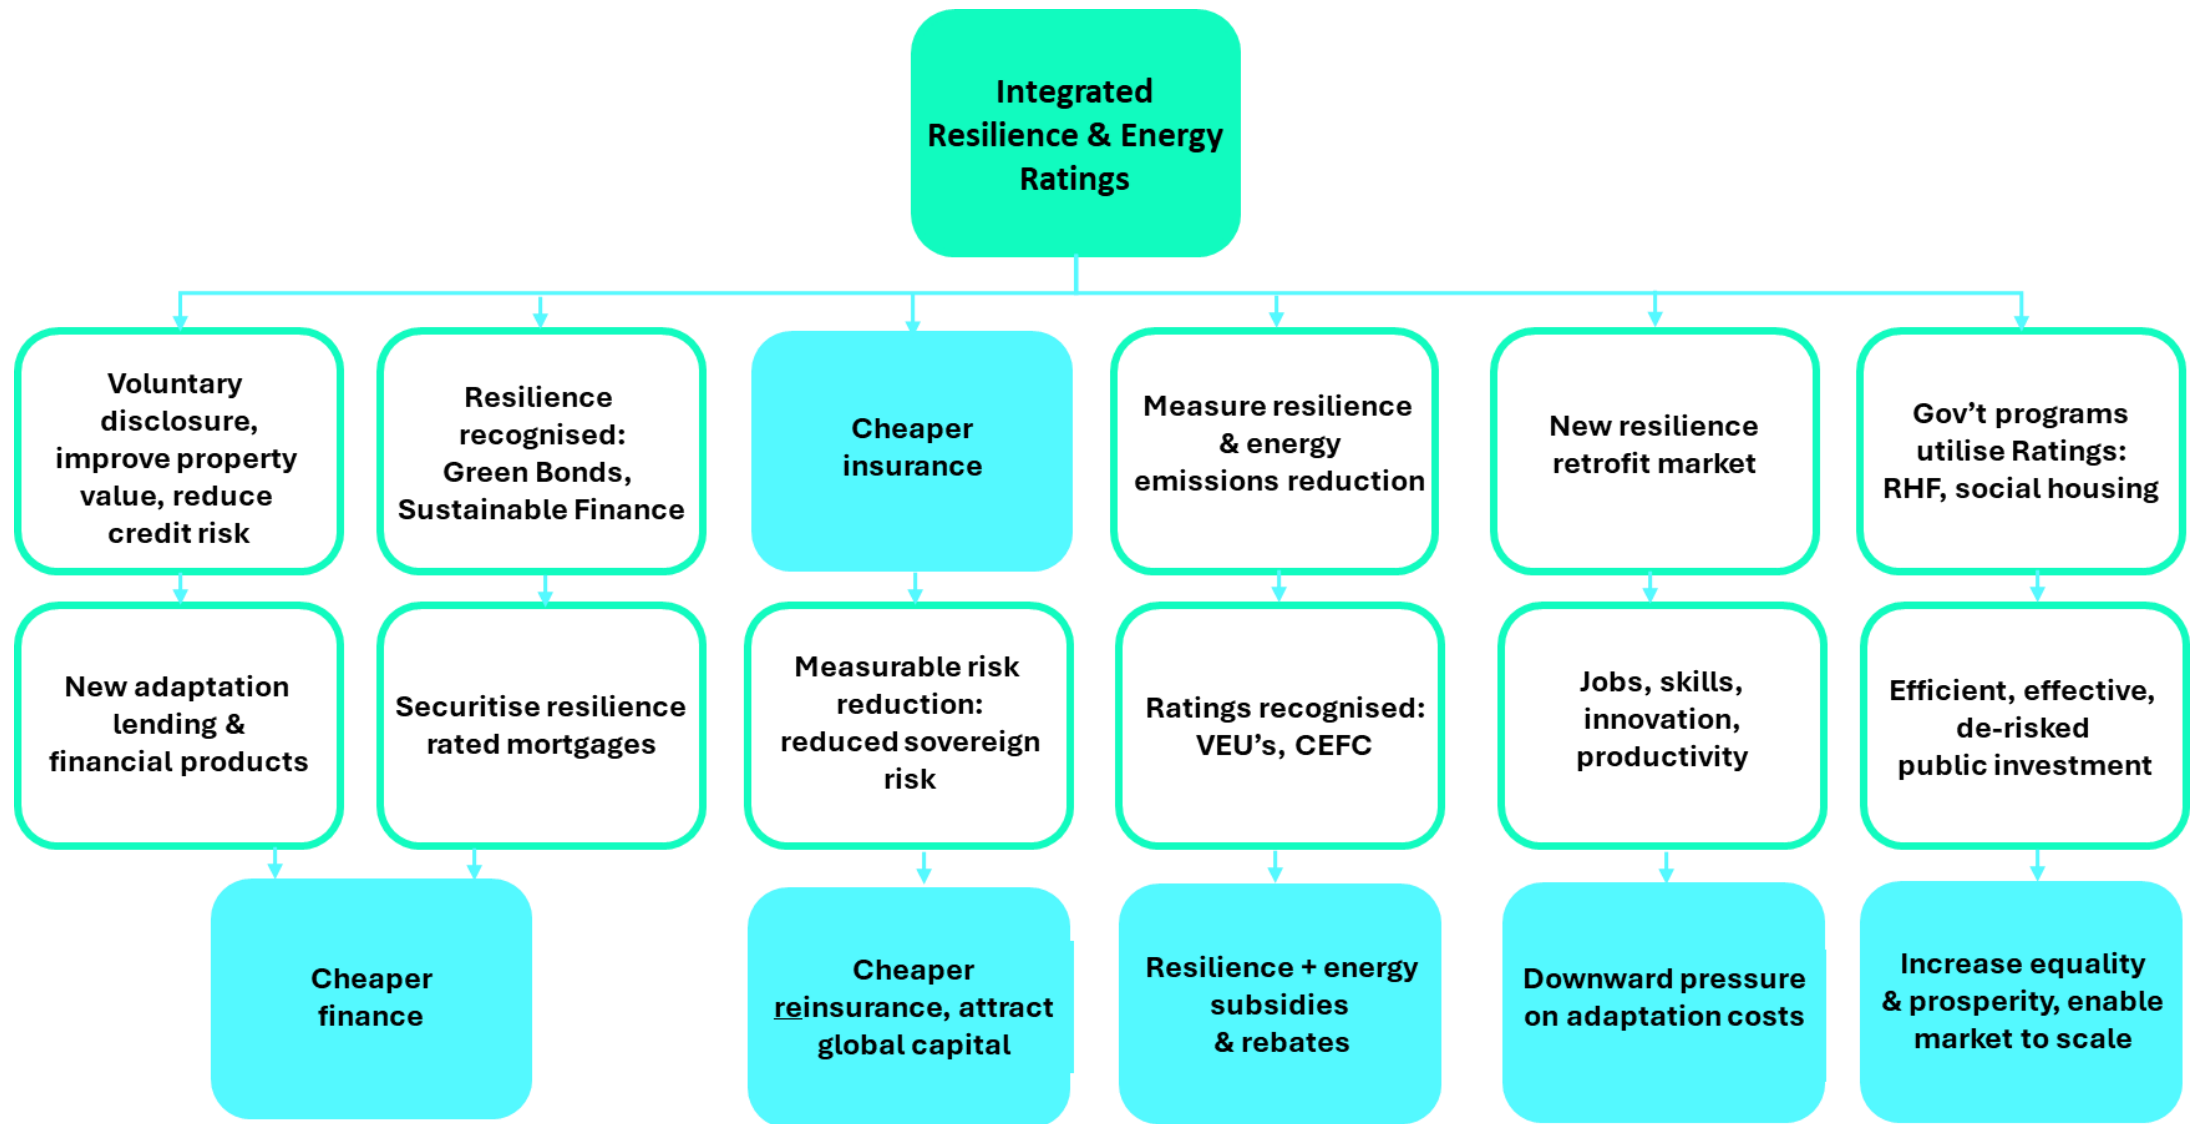 Integrated
Resilience & Energy
Ratings
Voluntary
disclosure,
improve property
value, reduce
credit risk
Resilience
recognised:
Green Bonds,
Sustainable Finance
Cheaper
insurance
Measure resilience
& energy
emissions reduction
New resilience
retrofit market
Gov’t programs
utilise Ratings:
RHF, social housing
New adaptation
lending &
financial products
Securitise resilience
rated mortgages
Measurable risk
reduction:
reduced sovereign
risk
Ratings recognised:
VEU’s, CEFC
Jobs, skills,
innovation,
productivity
Efficient, effective,
de-risked
public investment
Cheaper
finance
Cheaper
reinsurance, attract
global capital
Resilience + energy
subsidies
& rebates
Downward pressure
on adaptation costs
Increase equality
& prosperity, enable
market to scale